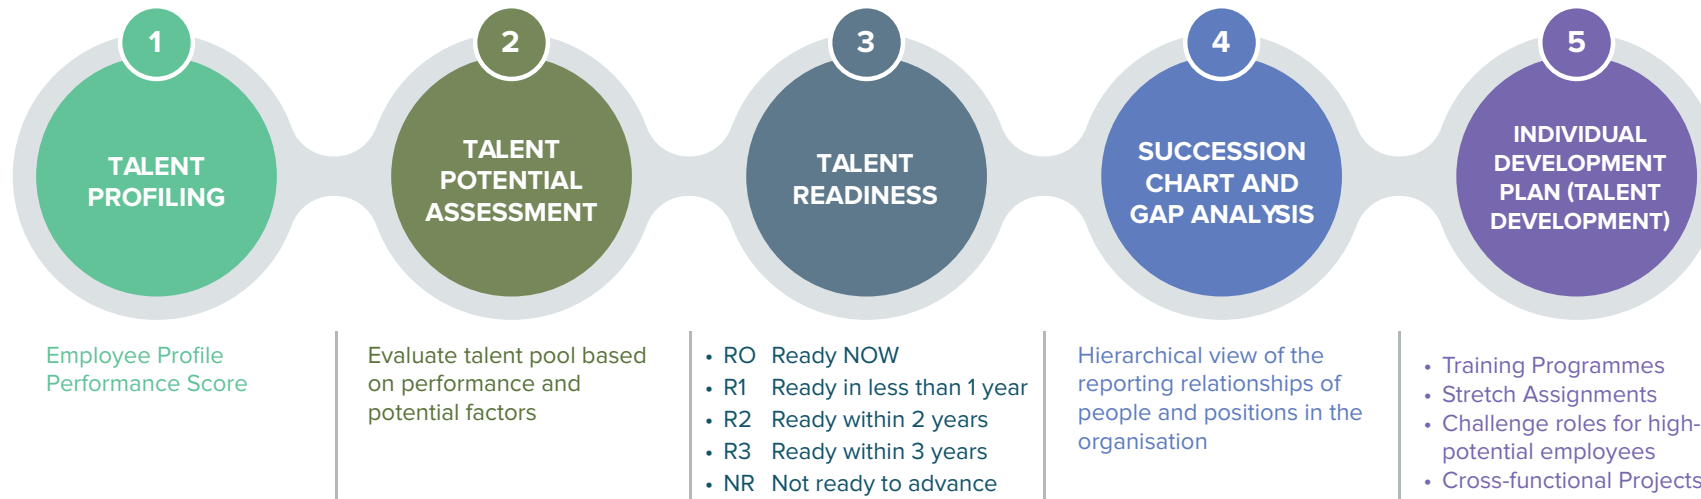 1
TALENT
PROFILING
Employee Profile
Performance Score
2
TALENT
POTENTIAL
ASSESSMENT
Evaluate talent pool based
on performance and
potential factors
3
TALENT
READINESS
• RO Ready NOW
• R1 Ready in less than 1 year
• R2 Ready within 2 years
• R3 Ready within 3 years
• NR Not ready to advance
4
SUCCESSION
CHART AND
GAP ANALYSIS
Hierarchical view of the
reporting relationships of
people and positions in the
organisation
5
INDIVIDUAL
DEVELOPMENT
PLAN (TALENT
DEVELOPMENT)
• Training Programmes
• Stretch Assignments
• Challenge roles for high-
potential employees
• Cross-functional Projects